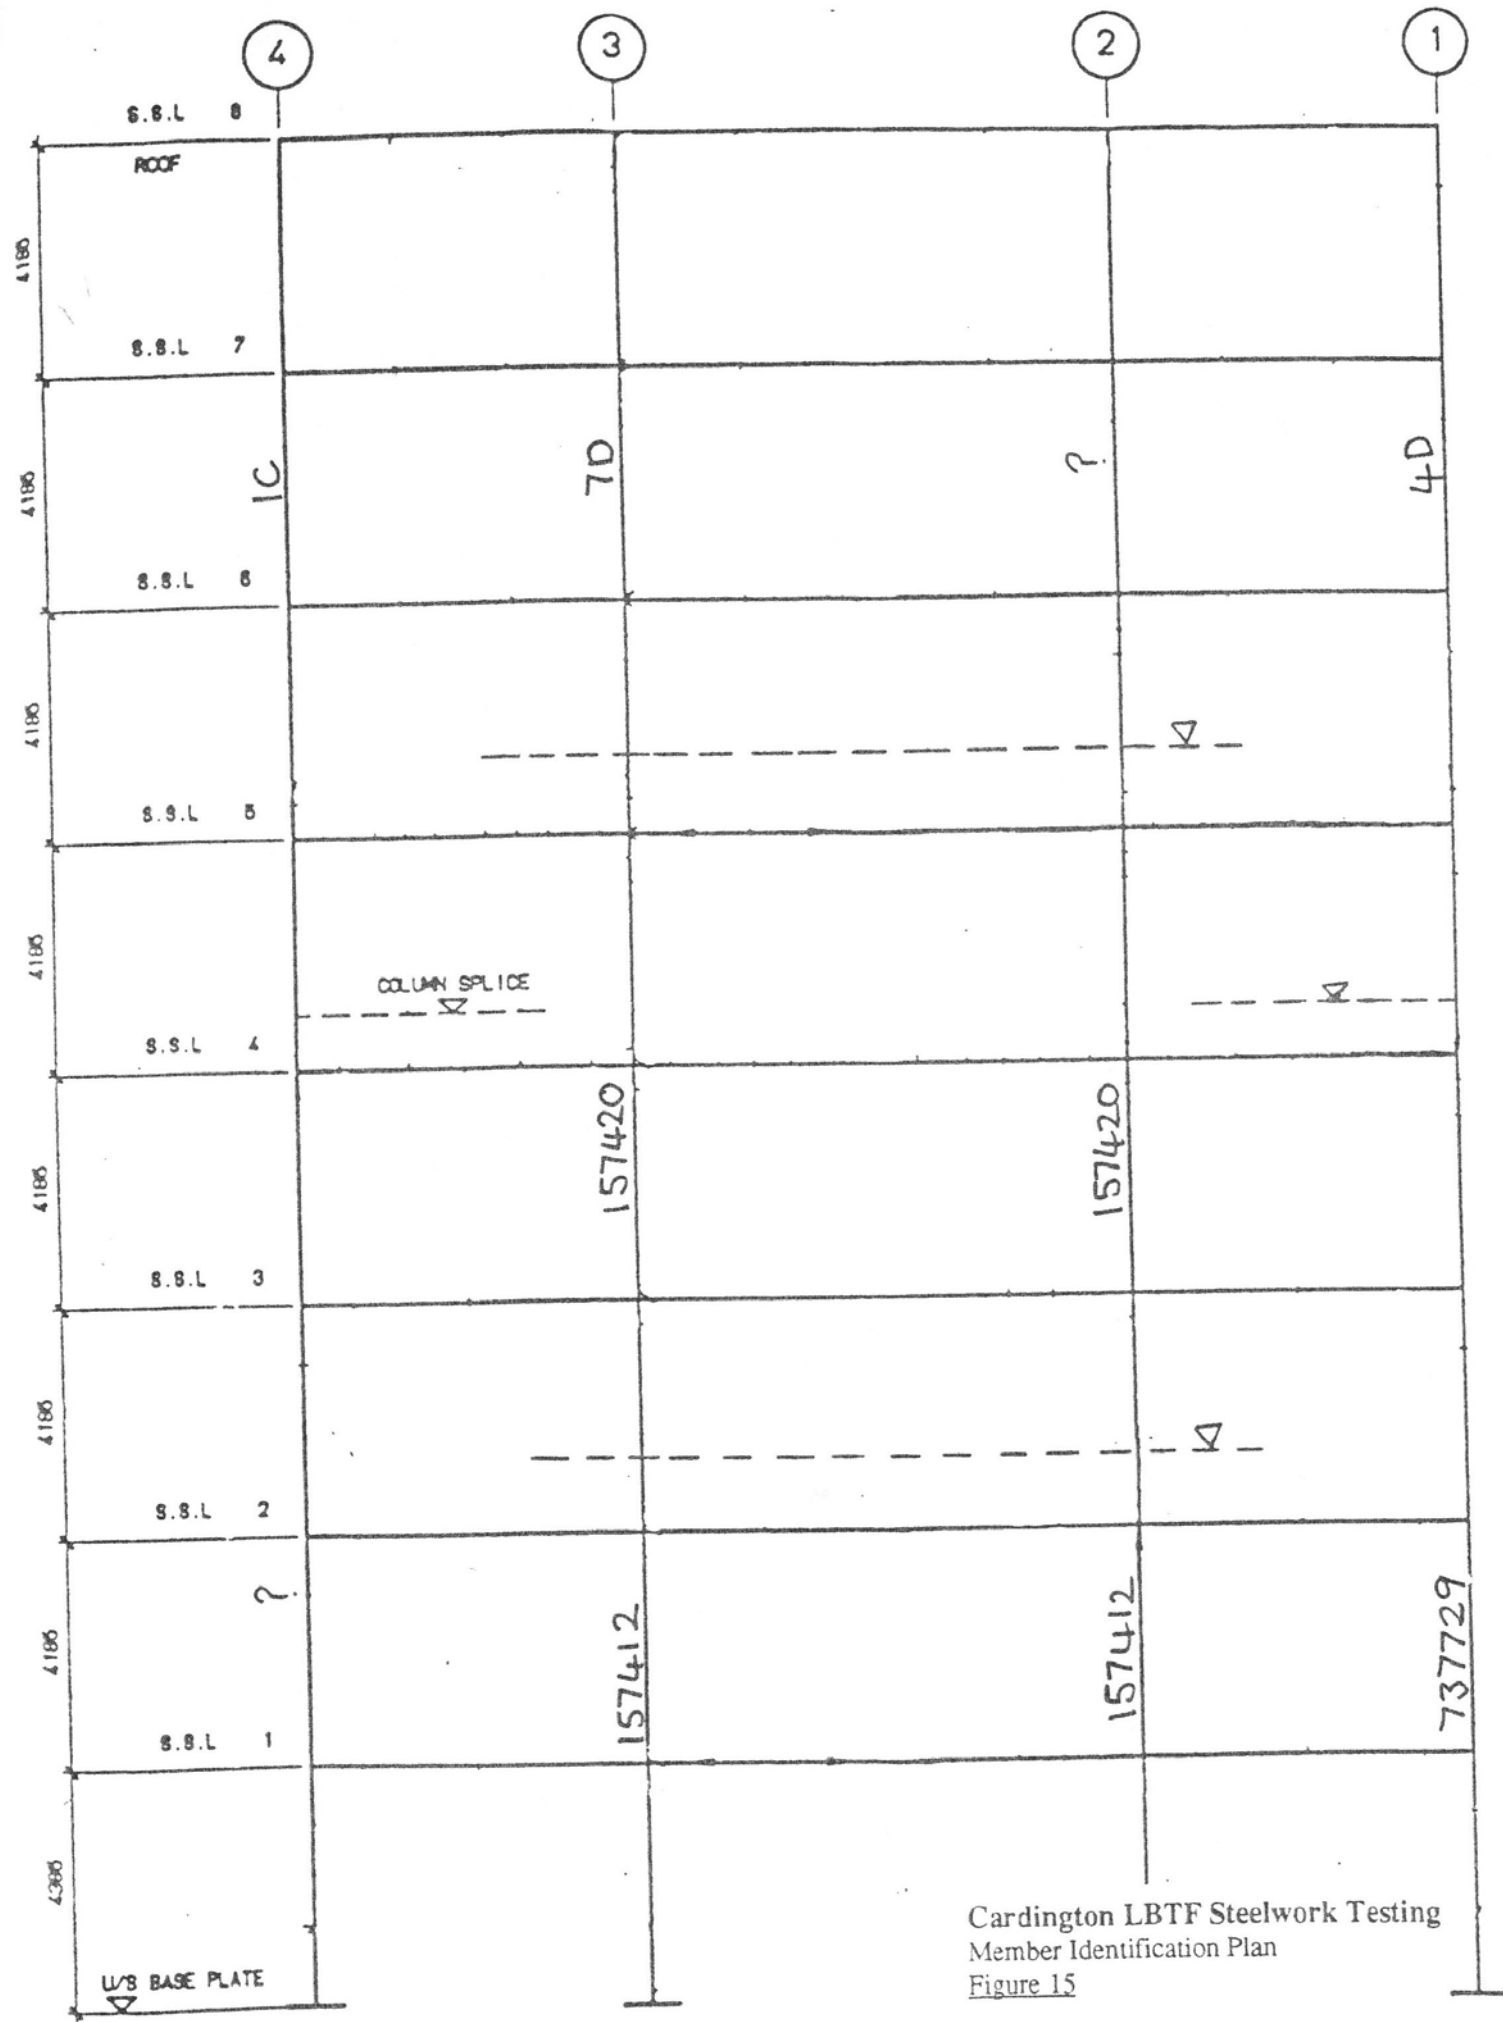 4
3
2
1
S.S.L 8
ROOF
4185
S.S.L 7
1C
7D
?
4D
4185
S.S.L 6
4185
S.S.L 5
4185
COLUMN SPLICE
S.S.L 4
157420
157420
4185
S.S.L 3
4185
S.S.L 2
?
157412
157412
737729
4185
S.S.L 1
4385
U/S BASE PLATE
Cardington LBTF Steelwork Testing
Member Identification Plan
Figure 15